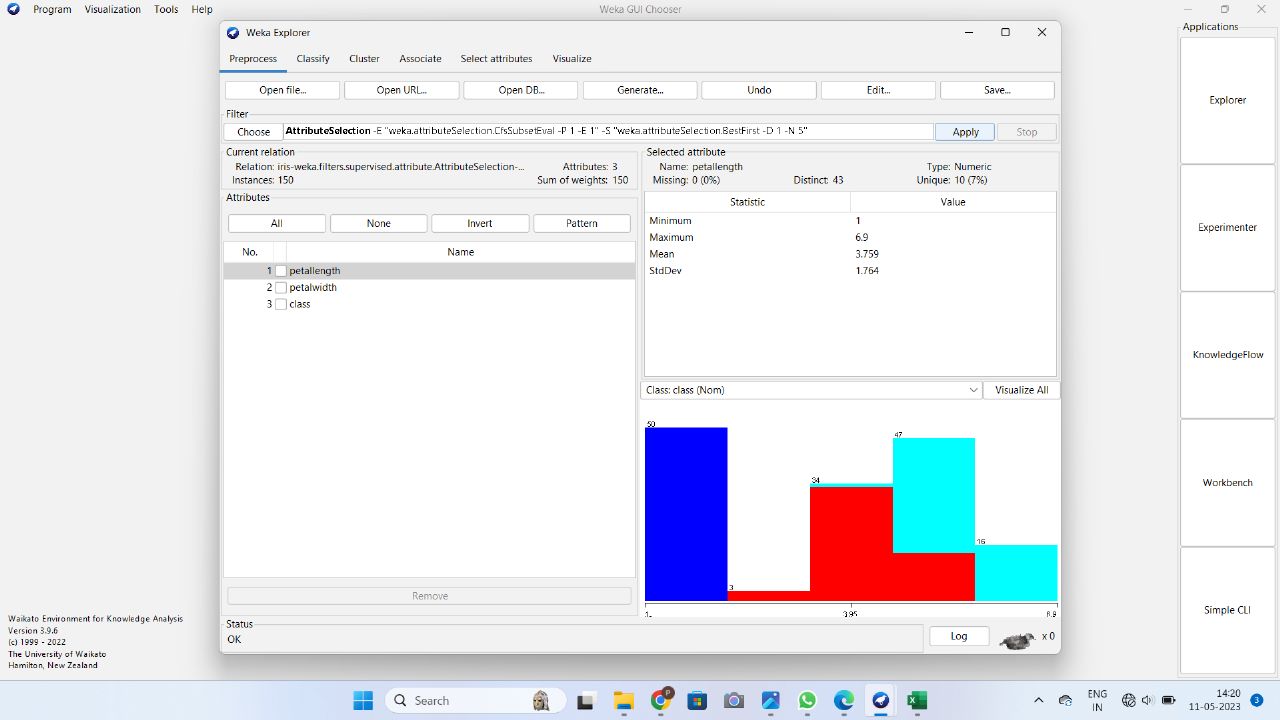 Program Visualization Tools Help
Weka GUI Chooser
Applications
Weka Explorer
Preprocess Classify Cluster Associate Select attributes Visualize
Open file... Open URL... Open DB... Generate... Undo Edit... Save...
Filter
Choose AttributeSelection -E "weka.attributeSelection.CfsSubsetEval -P 1 -E 1" -S "weka.attributeSelection.BestFirst -D 1 -N 5" Apply Stop
Current relation
Relation: iris-weka.filters.supervised.attribute.AttributeSelection-... Attributes: 3
Instances: 150 Sum of weights: 150
Attributes
All None Invert Pattern
No. Name
1 petallength
2 petalwidth
3 class
Remove
Selected attribute
Name: petallength Type: Numeric
Missing: 0 (0%) Distinct: 43 Unique: 10 (7%)
Statistic Value
Minimum 1
Maximum 6.9
Mean 3.759
StdDev 1.764
Class: class (Nom) Visualize All
50
3
34
47
16
1 3.95 6.9
Status
OK
Log x 0
Explorer
Experimenter
KnowledgeFlow
Workbench
Simple CLI
Waikato Environment for Knowledge Analysis
Version 3.9.6
(c) 1999 - 2022
The University of Waikato
Hamilton, New Zealand
Search
P
ENG
IN
14:20
11-05-2023
3